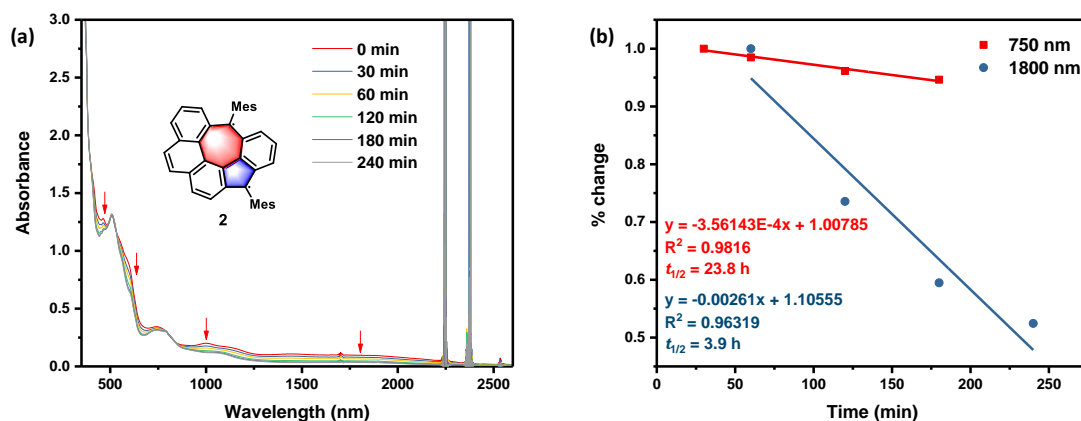 (a)
3.0
2.5
2.0
1.5
1.0
0.5
0.0
Absorbance
500
1000
1500
2000
2500
Wavelength (nm)
0 min
30 min
60 min
120 min
180 min
240 min
Mes
Mes
2
(b)
1.0
0.9
0.8
0.7
0.6
0.5
% change
0
50
100
150
200
250
Time (min)
750 nm
1800 nm
y = -3.56143E-4x + 1.00785
R² = 0.9816
t₁/₂ = 23.8 h
y = -0.00261x + 1.10555
R² = 0.96319
t₁/₂ = 3.9 h